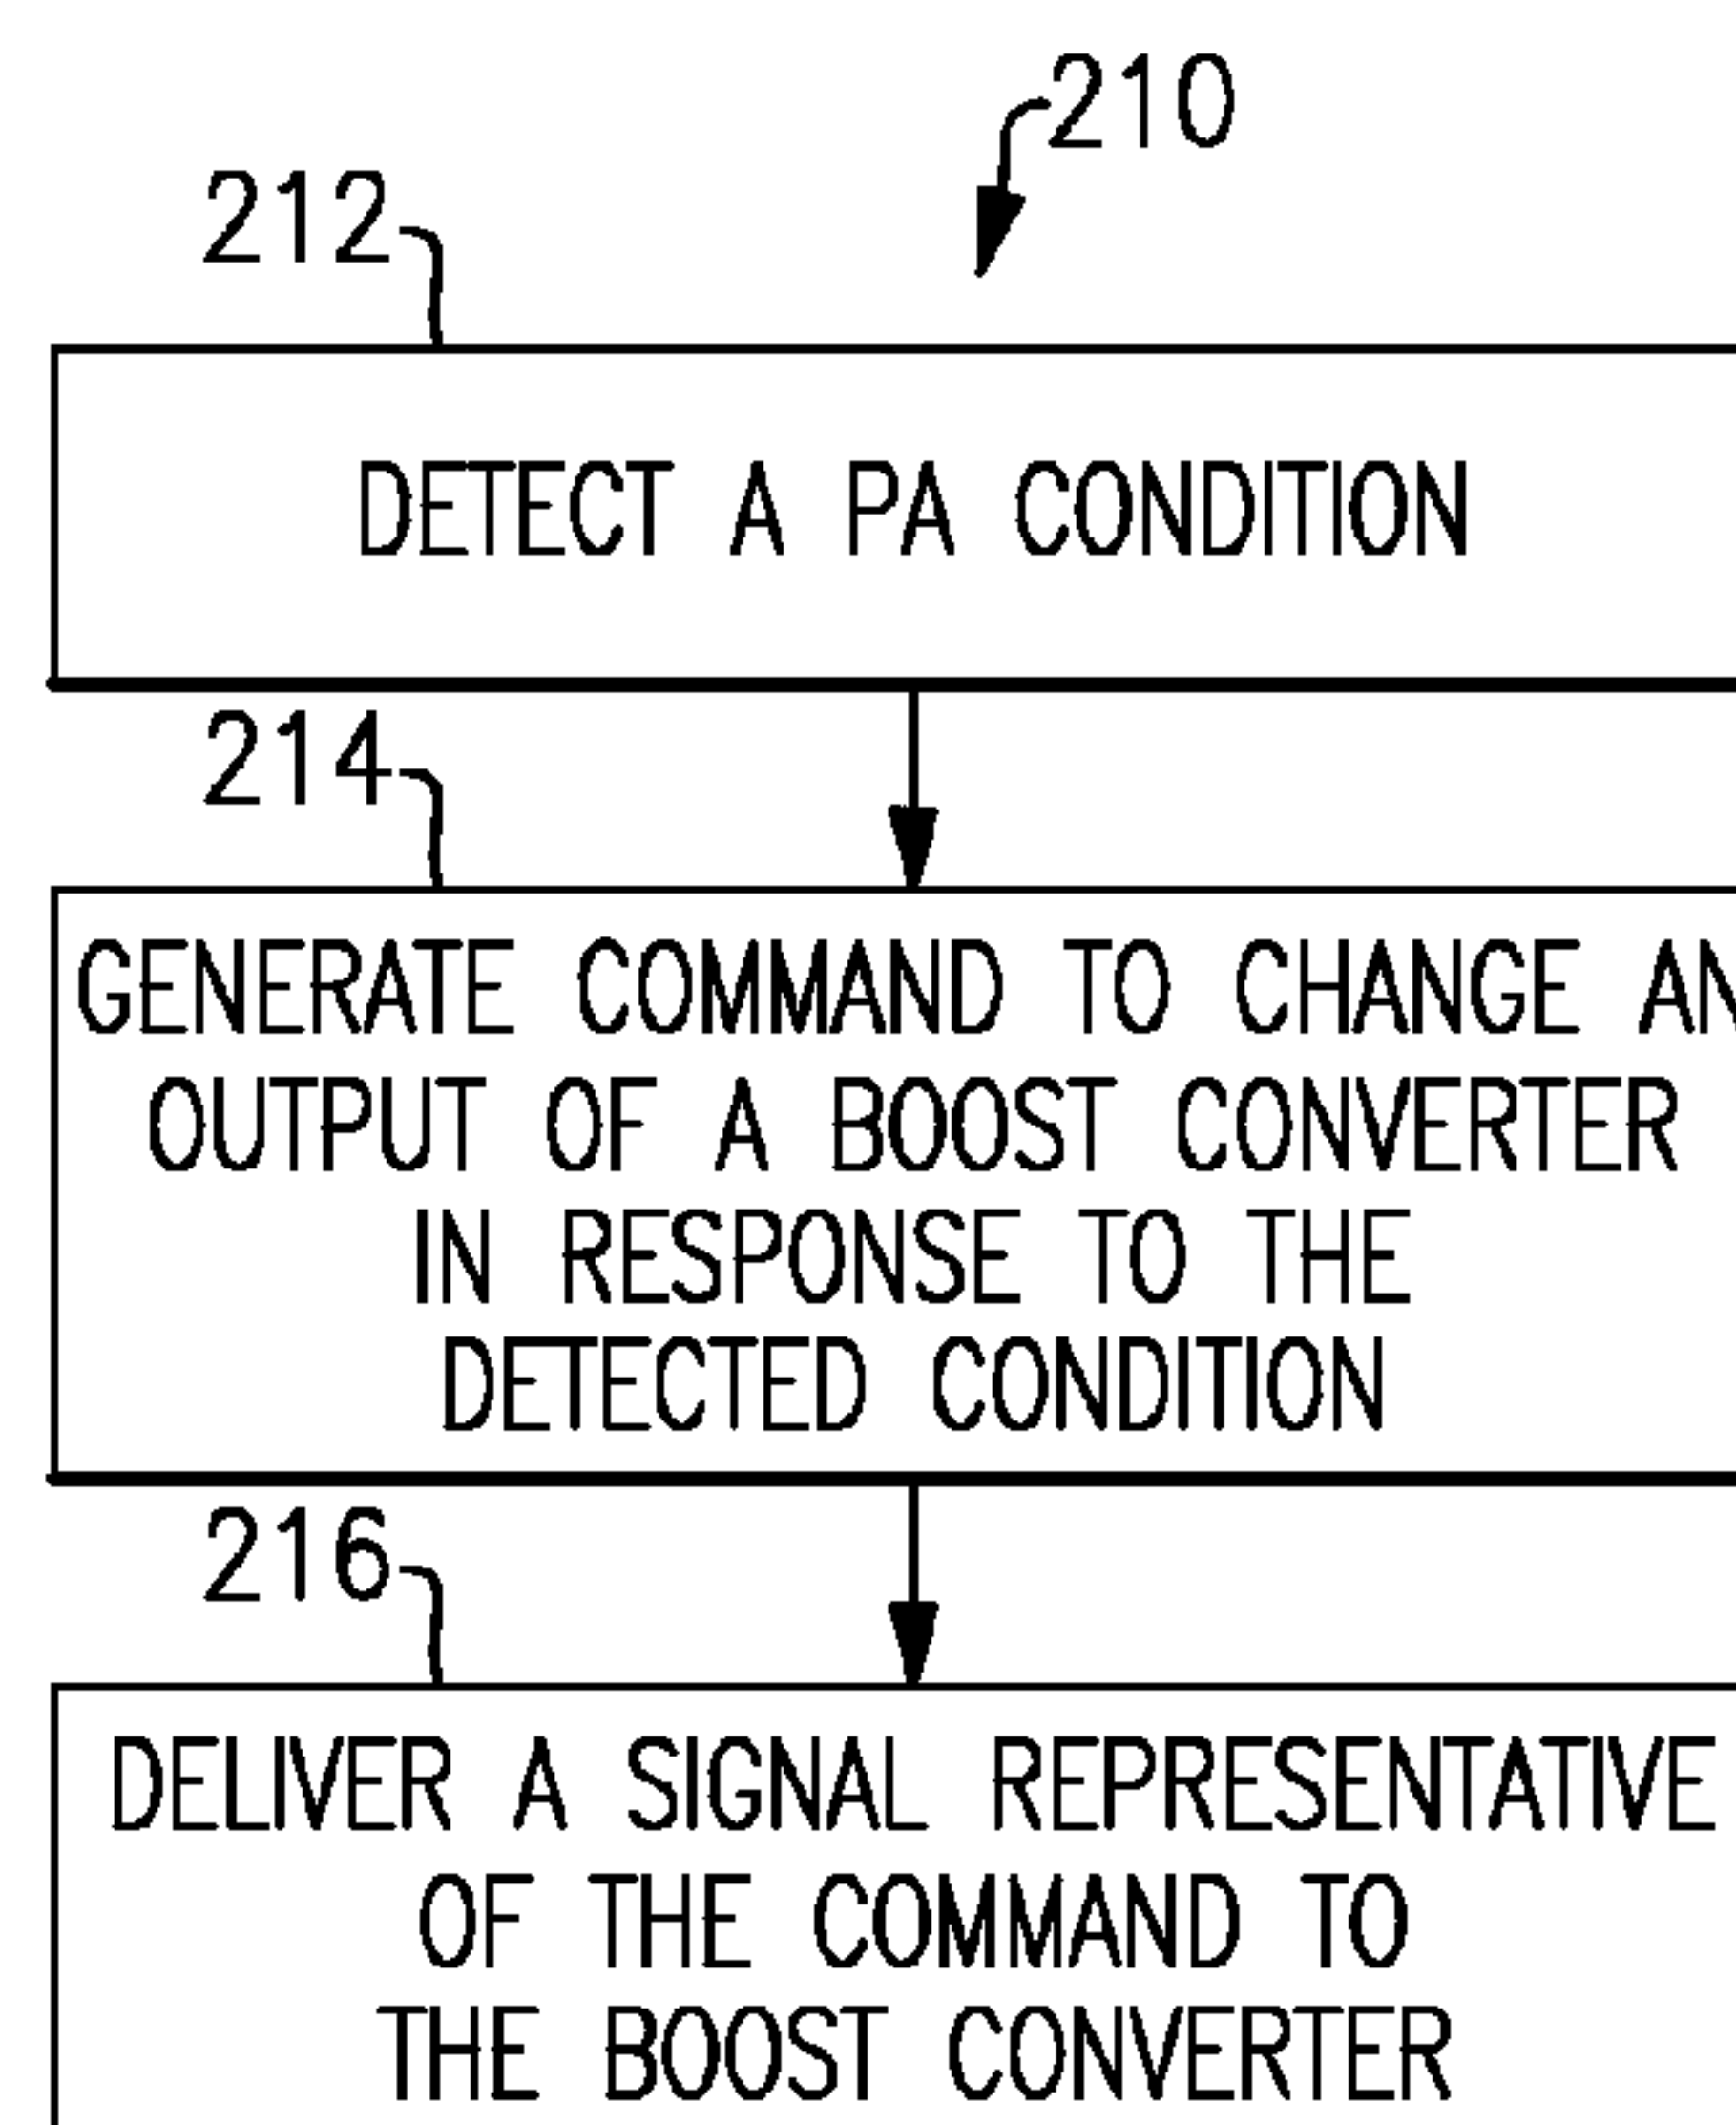 210
212
DETECT A PA CONDITION
214
GENERATE COMMAND TO CHANGE AN
OUTPUT OF A BOOST CONVERTER
IN RESPONSE TO THE
DETECTED CONDITION
216
DELIVER A SIGNAL REPRESENTATIVE
OF THE COMMAND TO
THE BOOST CONVERTER